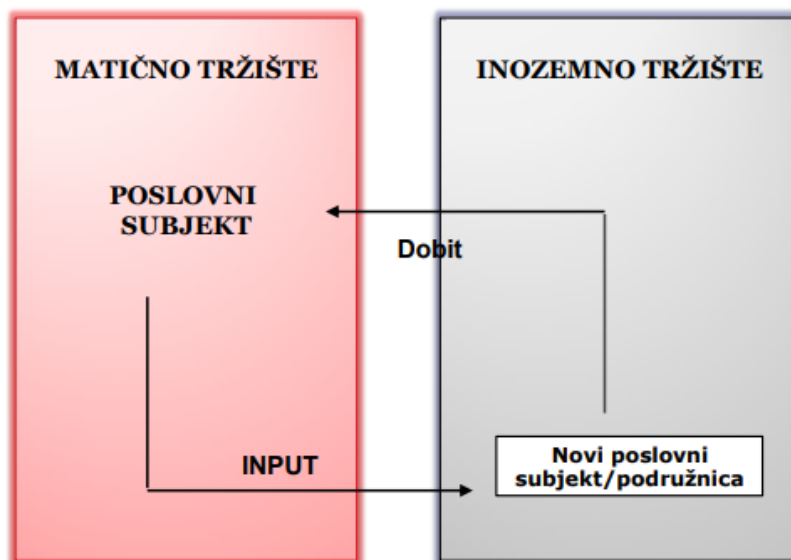 MATIČNO TRŽIŠTE
INOZEMNO TRŽIŠTE
POSLOVNI
SUBJEKT
Dobit
INPUT
Novi poslovni
subjekt/podružnica